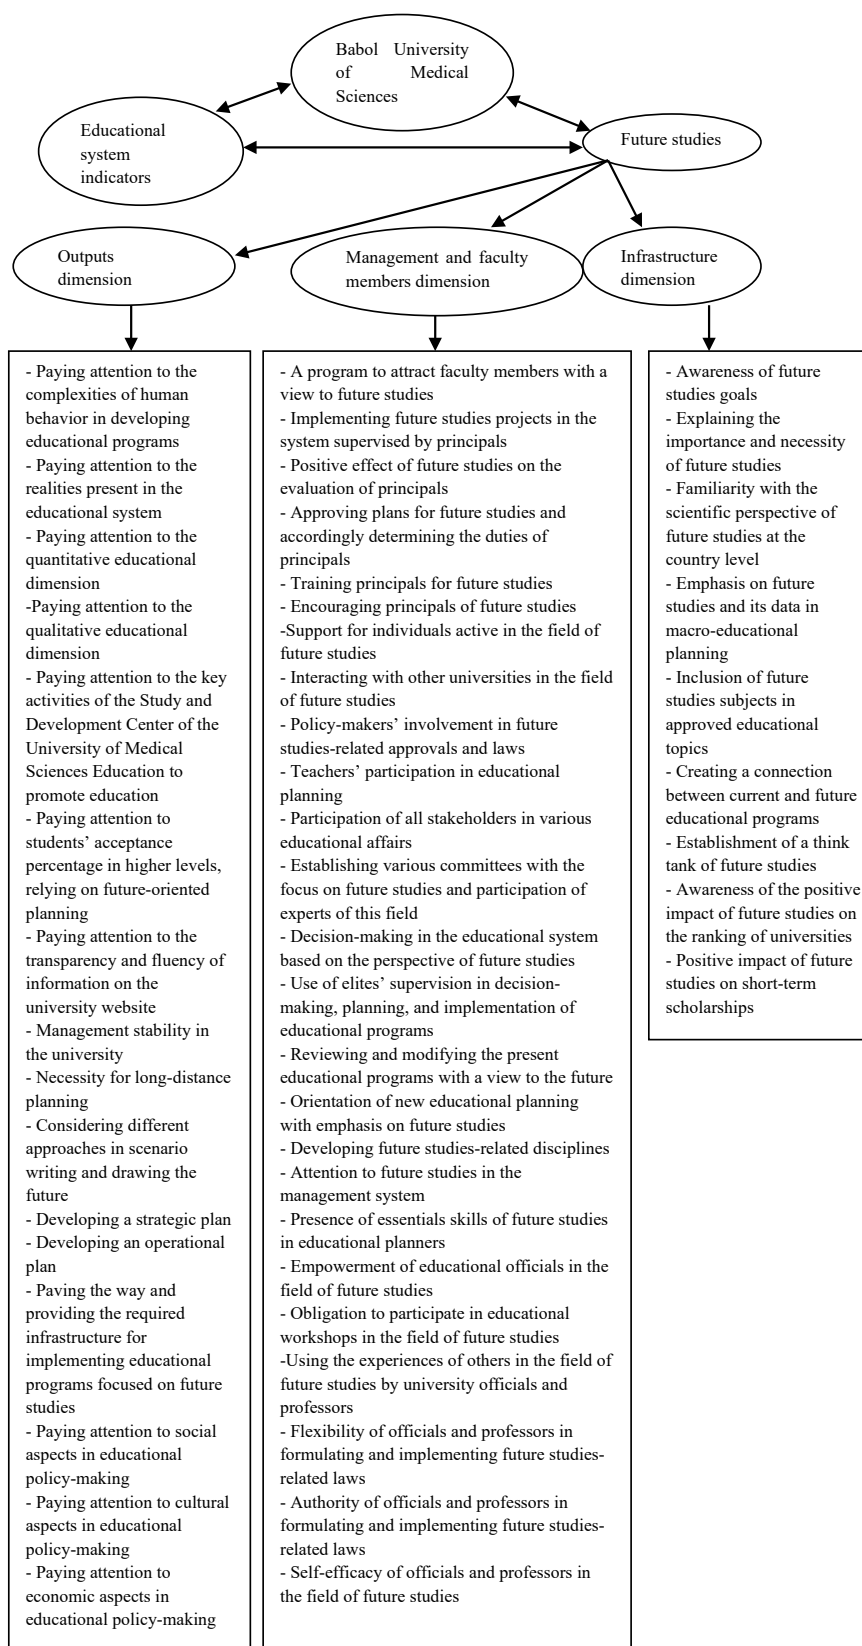 Babol University
of Medical
Sciences
Educational
system
indicators
Future studies
Outputs
dimension
Management and faculty
members dimension
Infrastructure
dimension
- Paying attention to the
complexities of human
behavior in developing
educational programs
- Paying attention to the
realities present in the
educational system
- Paying attention to the
quantitative educational
dimension
-Paying attention to the
qualitative educational
dimension
- Paying attention to the key
activities of the Study and
Development Center of the
University of Medical
Sciences Education to
promote education
- Paying attention to
students’ acceptance
percentage in higher levels,
relying on future-oriented
planning
- Paying attention to the
transparency and fluency of
information on the
university website
- Management stability in
the university
- Necessity for long-distance
planning
- Considering different
approaches in scenario
writing and drawing the
future
- Developing a strategic plan
- Developing an operational
plan
- Paving the way and
providing the required
infrastructure for
implementing educational
programs focused on future
studies
- Paying attention to social
aspects in educational
policy-making
- Paying attention to cultural
aspects in educational
policy-making
- Paying attention to
economic aspects in
educational policy-making
- A program to attract faculty members with a
view to future studies
- Implementing future studies projects in the
system supervised by principals
- Positive effect of future studies on the
evaluation of principals
- Approving plans for future studies and
accordingly determining the duties of
principals
- Training principals for future studies
- Encouraging principals of future studies
-Support for individuals active in the field of
future studies
- Interacting with other universities in the field
of future studies
- Policy-makers’ involvement in future
studies-related approvals and laws
- Teachers’ participation in educational
planning
- Participation of all stakeholders in various
educational affairs
- Establishing various committees with the
focus on future studies and participation of
experts of this field
- Decision-making in the educational system
based on the perspective of future studies
- Use of elites’ supervision in decision-
making, planning, and implementation of
educational programs
- Reviewing and modifying the present
educational programs with a view to the future
- Orientation of new educational planning
with emphasis on future studies
- Developing future studies-related disciplines
- Attention to future studies in the
management system
- Presence of essentials skills of future studies
in educational planners
- Empowerment of educational officials in the
field of future studies
- Obligation to participate in educational
workshops in the field of future studies
-Using the experiences of others in the field of
future studies by university officials and
professors
- Flexibility of officials and professors in
formulating and implementing future studies-
related laws
- Authority of officials and professors in
formulating and implementing future studies-
related laws
- Self-efficacy of officials and professors in
the field of future studies
- Awareness of future
studies goals
- Explaining the
importance and necessity
of future studies
- Familiarity with the
scientific perspective of
future studies at the
country level
- Emphasis on future
studies and its data in
macro-educational
planning
- Inclusion of future
studies subjects in
approved educational
topics
- Creating a connection
between current and future
educational programs
- Establishment of a think
tank of future studies
- Awareness of the positive
impact of future studies on
the ranking of universities
- Positive impact of future
studies on short-term
scholarships